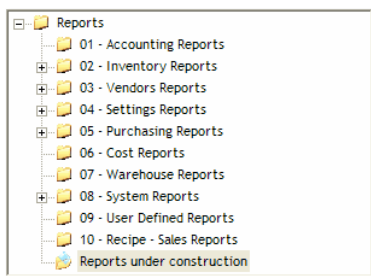 Reports
01 - Accounting Reports
02 - Inventory Reports
03 - Vendors Reports
04 - Settings Reports
05 - Purchasing Reports
06 - Cost Reports
07 - Warehouse Reports
08 - System Reports
09 - User Defined Reports
10 - Recipe - Sales Reports
Reports under construction